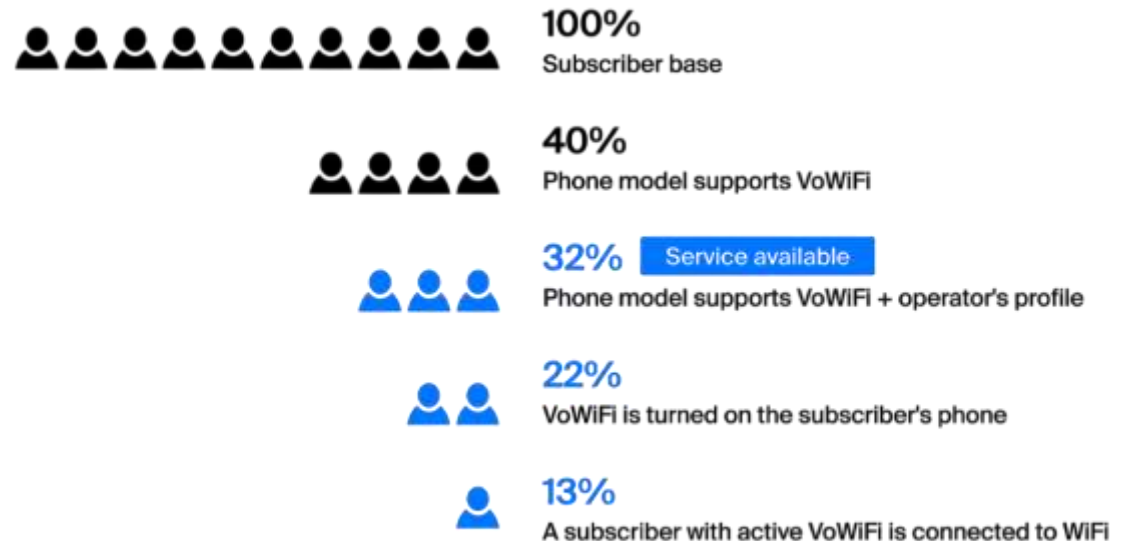 100%
Subscriber base
40%
Phone model supports VoWiFi
32% Service available
Phone model supports VoWiFi + operator's profile
22%
VoWiFi is turned on the subscriber's phone
13%
A subscriber with active VoWiFi is connected to WiFi